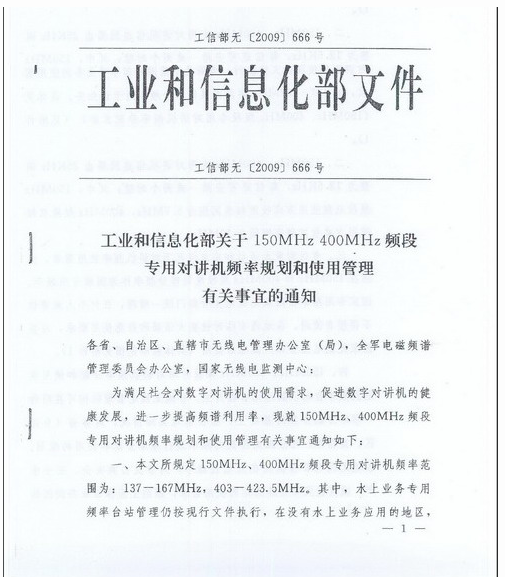 工信部无〔2009〕666号
工业和信息化部文件
工信部无〔2009〕666号
工业和信息化部关于150MHz 400MHz频段
专用对讲机频率规划和使用管理
有关事宜的通知
各省、自治区、直辖市无线电管理办公室（局），全军电磁频谱
管理委员会办公室，国家无线电监测中心：
为满足社会对数字对讲机的使用需求，促进数字对讲机的健
康发展，进一步提高频谱利用率，现就150MHz、400MHz频段
专用对讲机频率规划和使用管理有关事宜通知如下：
一、本文所规定150MHz、400MHz频段专用对讲机频率范
围为：137－167MHz，403－423.5MHz。其中，水上业务专用
频率台站管理仍按现行文件执行，在没有水上业务应用的地区，
— 1 —